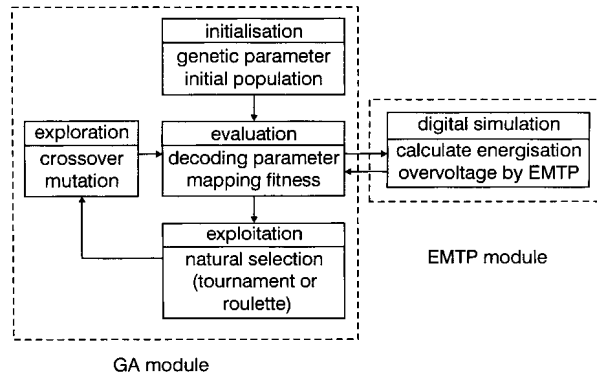 initialisation
genetic parameter
initial population
exploration
crossover
mutation
evaluation
decoding parameter
mapping fitness
digital simulation
calculate energisation
overvoltage by EMTP
exploitation
natural selection
(tournament or
roulette)
EMTP module
GA module